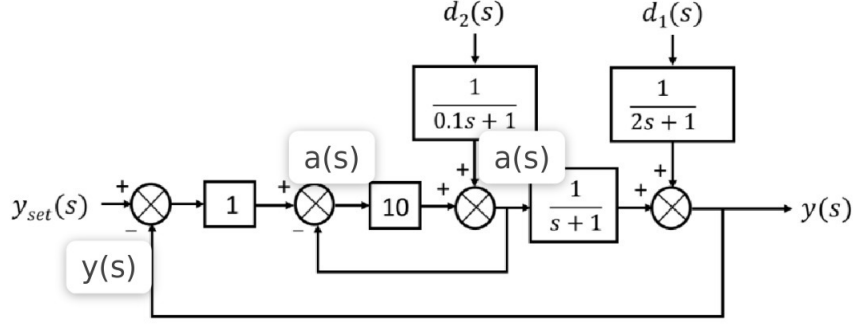 d₂(s)
d₁(s)
1
0.1s + 1
1
2s + 1
a(s)
a(s)
y_set(s)
+
−
1
+
−
10
+
+
1
s + 1
+
+
y(s)
y(s)